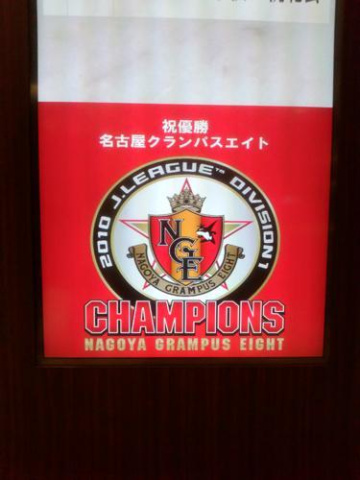 祝優勝
名古屋グランパスエイト
2010 J.LEAGUE™ DIVISION 1
NGE
NAGOYA GRAMPUS EIGHT
CHAMPIONS
NAGOYA GRAMPUS EIGHT